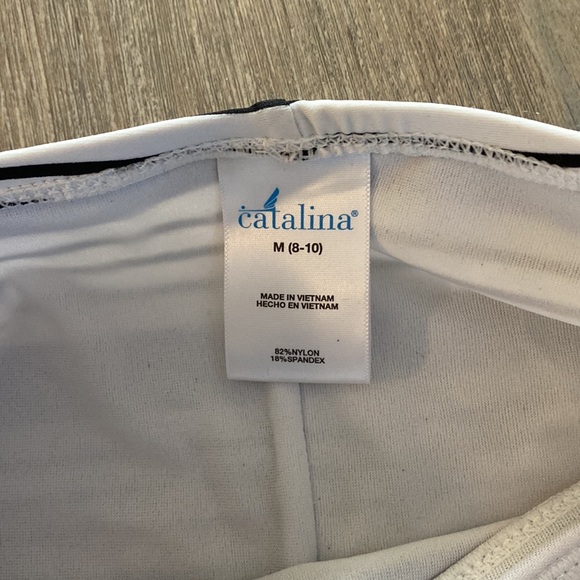 catalina®
M (8-10)
MADE IN VIETNAM
HECHO EN VIETNAM
82%NYLON
18%SPANDEX